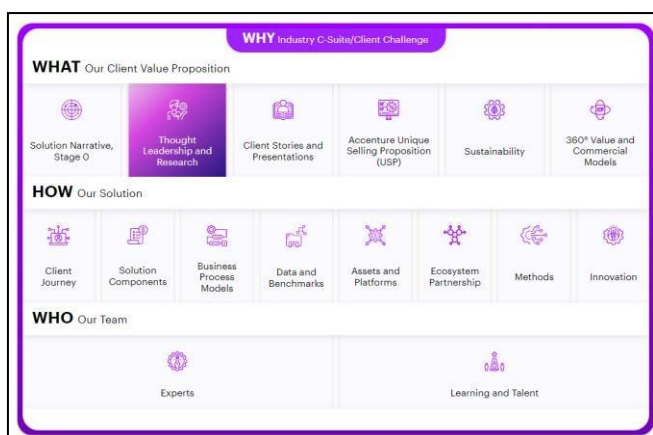 WHY Industry C-Suite/Client Challenge
WHAT Our Client Value Proposition
Solution Narrative,
Stage 0
Thought
Leadership and
Research
Client Stories and
Presentations
Accenture Unique
Selling Proposition
(USP)
Sustainability
360° Value and
Commercial
Models
HOW Our Solution
Client
Journey
Solution
Components
Business
Process
Models
Data and
Benchmarks
Assets and
Platforms
Ecosystem
Partnership
Methods
Innovation
WHO Our Team
Experts
Learning and Talent